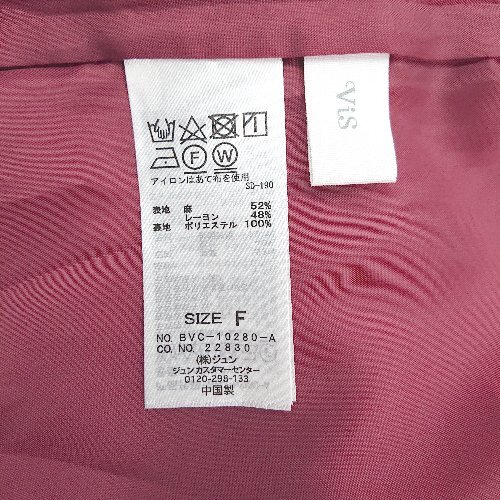 ViS
F W
アイロンはあて布を使用
SD-190
表地 麻 52%
レーヨン 48%
裏地 ポリエステル 100%
SIZE F
NO. BVC-10280-A
CO. NO. 22830
(株)ジュン
ジュンカスタマーセンター
0120-298-133
中国製